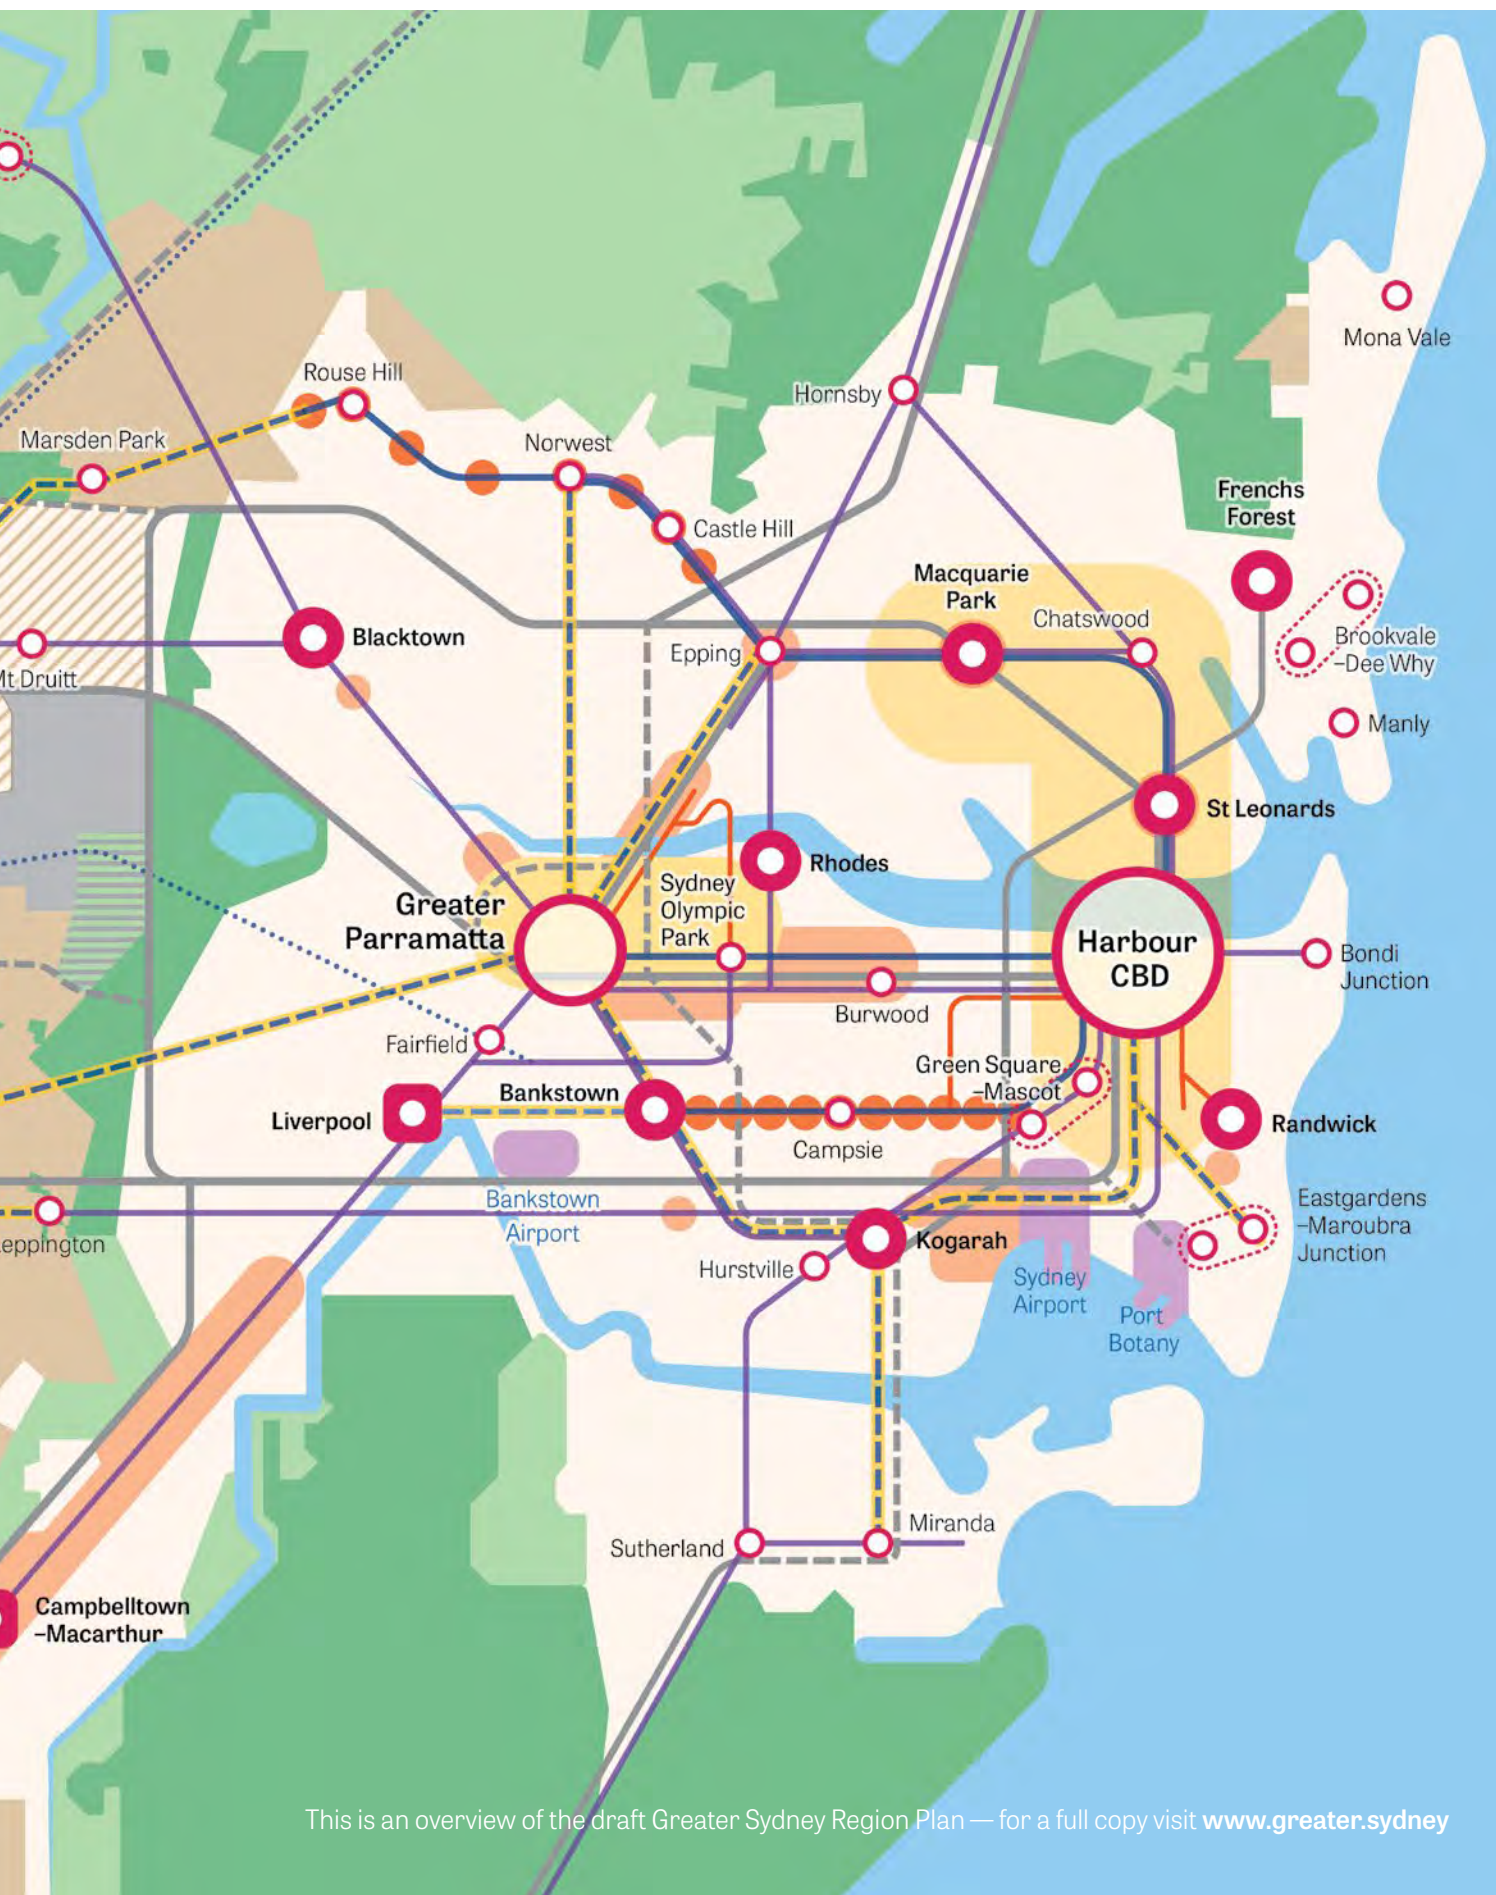 Mona Vale
Rouse Hill
Hornsby
Marsden Park
Norwest
Frenchs
Forest
Castle Hill
Macquarie
Park
Chatswood
Blacktown
Epping
Brookvale
–Dee Why
Mt Druitt
Manly
St Leonards
Rhodes
Greater
Parramatta
Sydney
Olympic
Park
Harbour
CBD
Bondi
Junction
Burwood
Fairfield
Green Square
–Mascot
Bankstown
Liverpool
Randwick
Campsie
Bankstown
Airport
Eastgardens
–Maroubra
Junction
eppington
Kogarah
Hurstville
Sydney
Airport
Port
Botany
Miranda
Sutherland
Campbelltown
–Macarthur
This is an overview of the draft Greater Sydney Region Plan — for a full copy visit www.greater.sydney